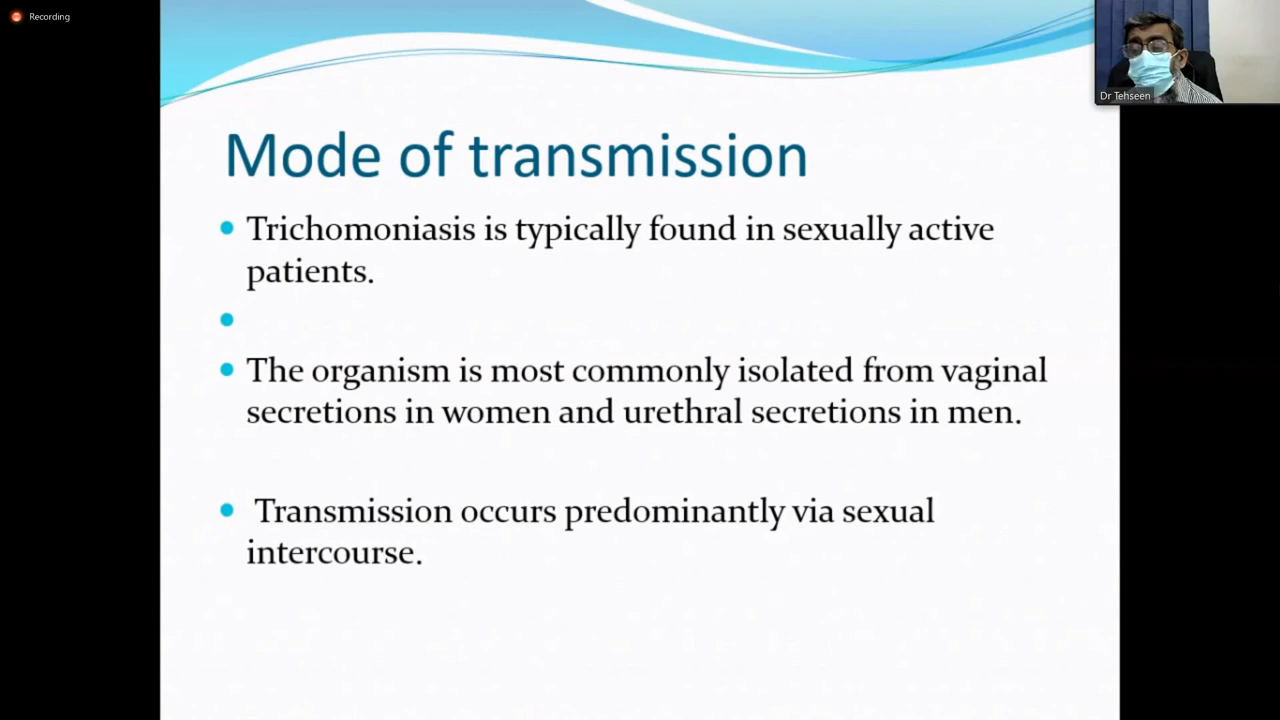 Recording
Dr Tehseen
Mode of transmission
• Trichomoniasis is typically found in sexually active
patients.
•
• The organism is most commonly isolated from vaginal
secretions in women and urethral secretions in men.
• Transmission occurs predominantly via sexual
intercourse.